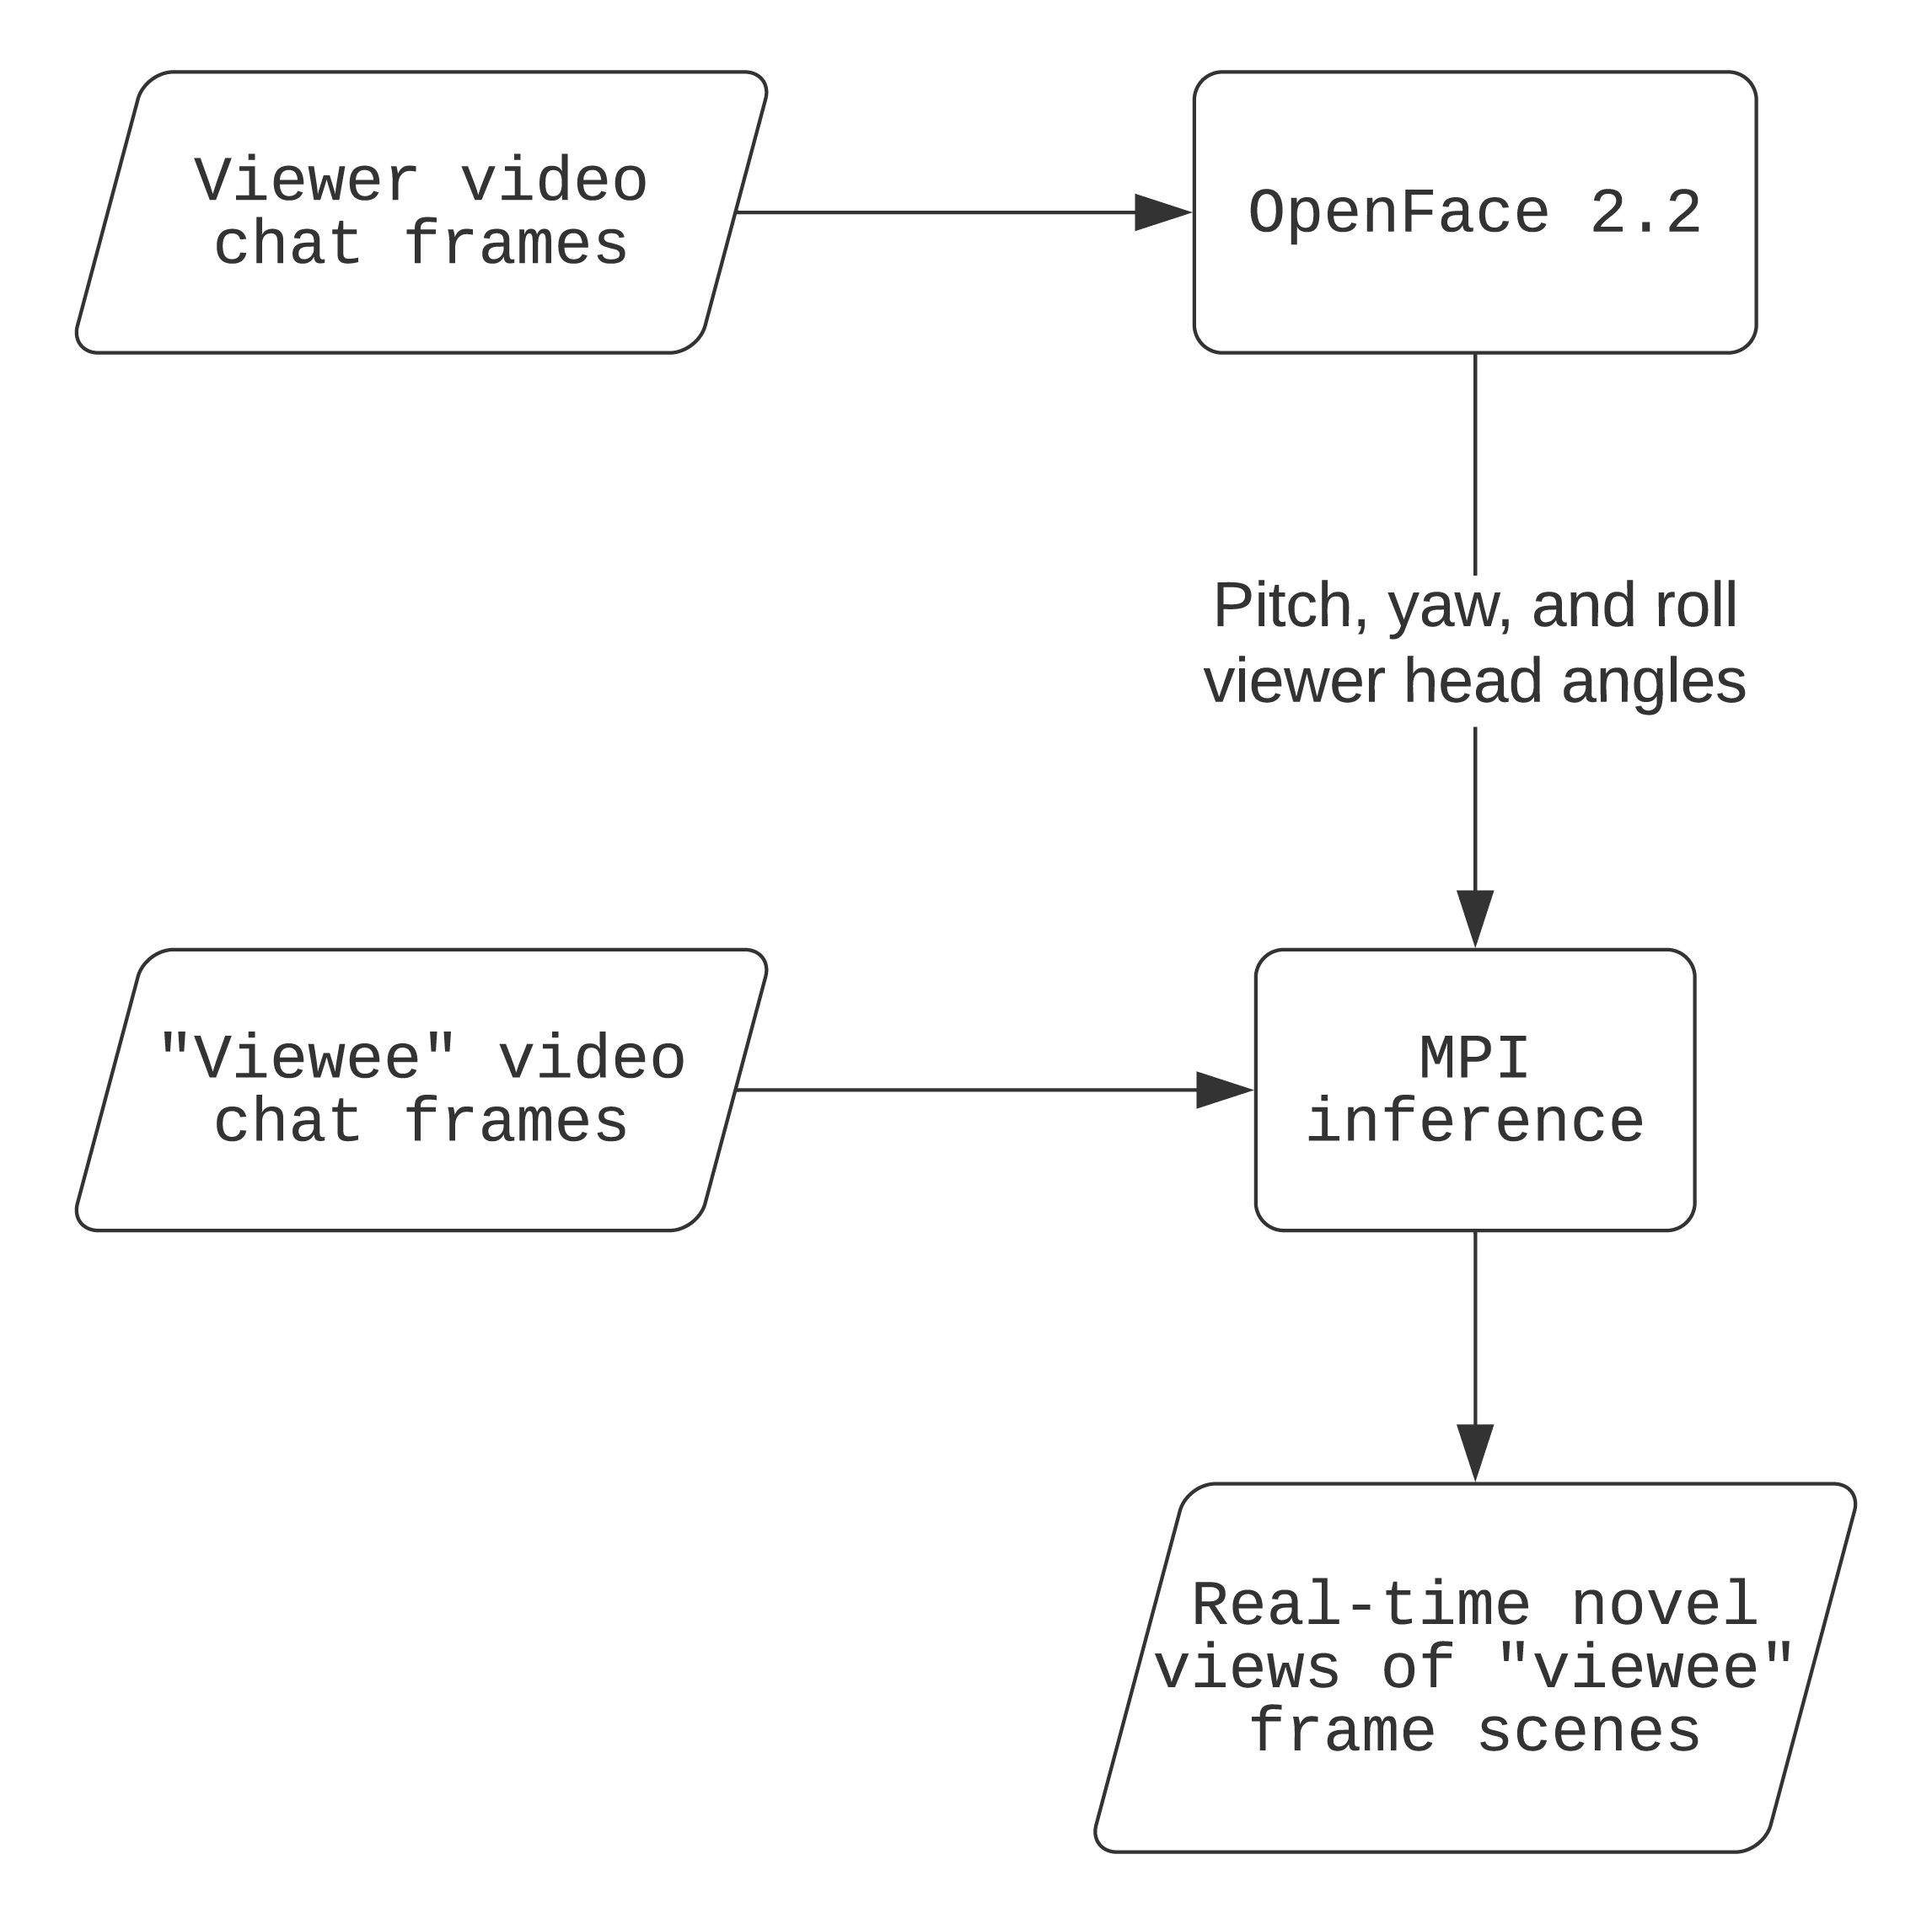 Viewer video
chat frames
OpenFace 2.2
Pitch, yaw, and roll
viewer head angles
"Viewee" video
chat frames
MPI
inference
Real-time novel
views of "viewee"
frame scenes